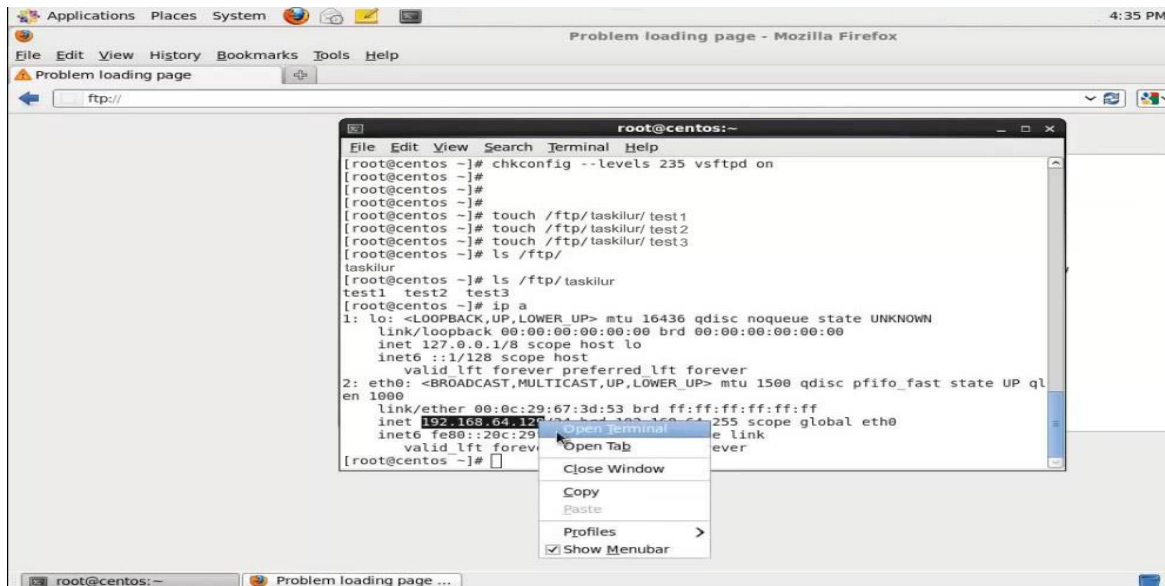 Applications Places System 4:35 PM
Problem loading page - Mozilla Firefox
File Edit View History Bookmarks Tools Help
Problem loading page
ftp://
root@centos:~
File Edit View Search Terminal Help
[root@centos ~]# chkconfig --levels 235 vsftpd on
[root@centos ~]#
[root@centos ~]#
[root@centos ~]#
[root@centos ~]# touch /ftp/taskilur/test1
[root@centos ~]# touch /ftp/taskilur/test2
[root@centos ~]# touch /ftp/taskilur/test3
[root@centos ~]# ls /ftp/
taskilur
[root@centos ~]# ls /ftp/taskilur
test1 test2 test3
[root@centos ~]# ip a
1: lo: <LOOPBACK,UP,LOWER_UP> mtu 16436 qdisc noqueue state UNKNOWN
link/loopback 00:00:00:00:00:00 brd 00:00:00:00:00:00
inet 127.0.0.1/8 scope host lo
inet6 ::1/128 scope host
valid_lft forever preferred_lft forever
2: eth0: <BROADCAST,MULTICAST,UP,LOWER_UP> mtu 1500 qdisc pfifo_fast state UP ql
en 1000
link/ether 00:0c:29:67:3d:53 brd ff:ff:ff:ff:ff:ff
inet 192.168.64.12 255 scope global eth0
inet6 fe80::20c:29 e link
valid_lft forev ever
[root@centos ~]#
Open Terminal
Open Tab
Close Window
Copy
Paste
Profiles
Show Menubar
root@centos:~ Problem loading page ...